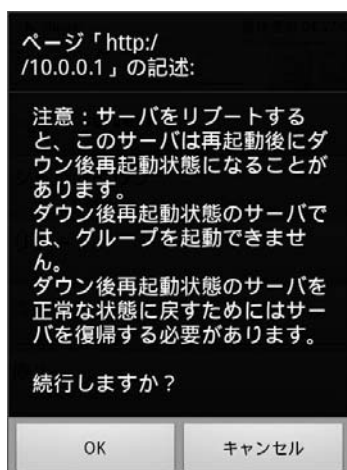 ページ「http:/
/10.0.0.1」の記述:
注意：サーバをリブートする
と、このサーバは再起動後にダ
ウン後再起動状態になることが
あります。
ダウン後再起動状態のサーバで
は、グループを起動できませ
ん。
ダウン後再起動状態のサーバを
正常な状態に戻すためにはサー
バを復帰する必要があります。
続行しますか？
OK
キャンセル